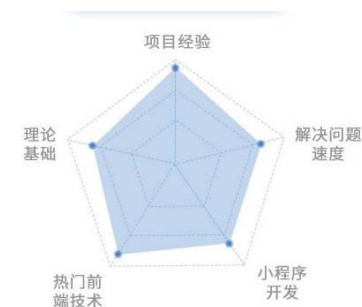 项目经验
理论
基础
解决问题
速度
热门前
端技术
小程序
开发